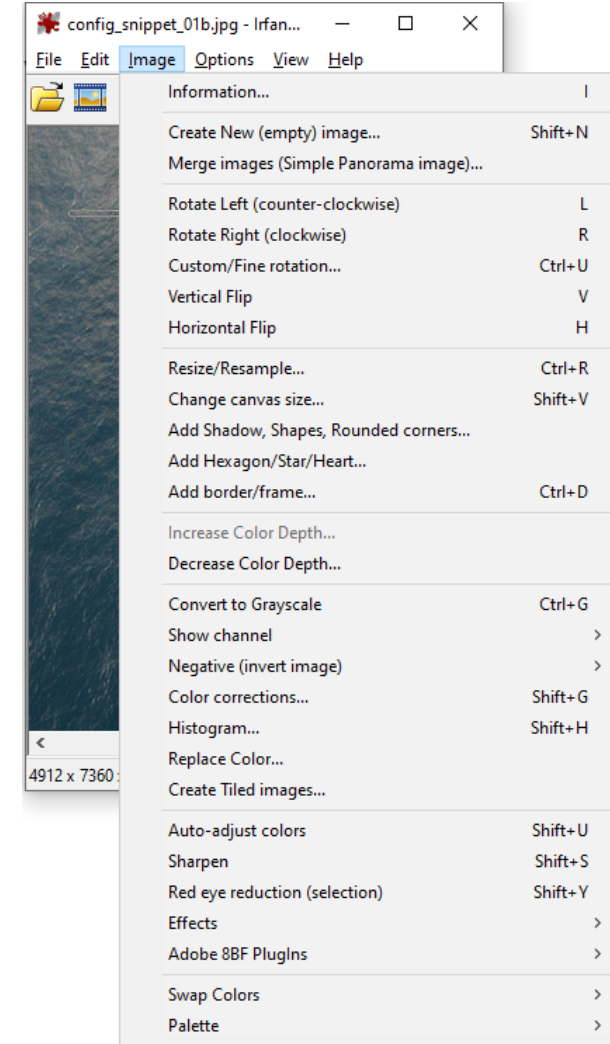 config_snippet_01b.jpg - Irfan...
File Edit Image Options View Help
Information... I
Create New (empty) image... Shift+N
Merge images (Simple Panorama image)...
Rotate Left (counter-clockwise) L
Rotate Right (clockwise) R
Custom/Fine rotation... Ctrl+U
Vertical Flip V
Horizontal Flip H
Resize/Resample... Ctrl+R
Change canvas size... Shift+V
Add Shadow, Shapes, Rounded corners...
Add Hexagon/Star/Heart...
Add border/frame... Ctrl+D
Increase Color Depth...
Decrease Color Depth...
Convert to Grayscale Ctrl+G
Show channel
Negative (invert image)
Color corrections... Shift+G
Histogram... Shift+H
Replace Color...
4912 x 7360
Create Tiled images...
Auto-adjust colors Shift+U
Sharpen Shift+S
Red eye reduction (selection) Shift+Y
Effects
Adobe 8BF PlugIns
Swap Colors
Palette